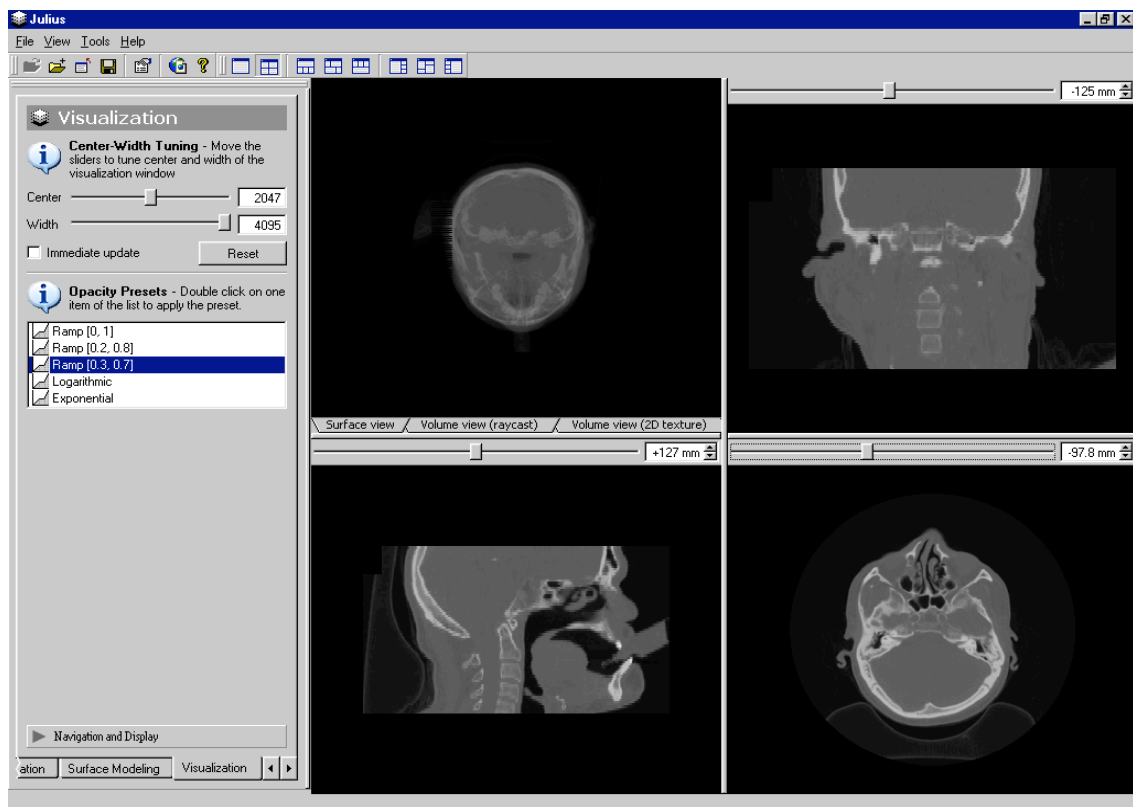 Julius
File View Tools Help
Visualization
Center-Width Tuning - Move the
sliders to tune center and width of the
visualization window
Center 2047
Width 4095
Immediate update Reset
Opacity Presets - Double click on one
item of the list to apply the preset.
Ramp [0, 1]
Ramp [0.2, 0.8]
Ramp [0.3, 0.7]
Logarithmic
Exponential
Navigation and Display
ation Surface Modeling Visualization
Surface view Volume view (raycast) Volume view (2D texture)
-125 mm
+127 mm
-97.8 mm